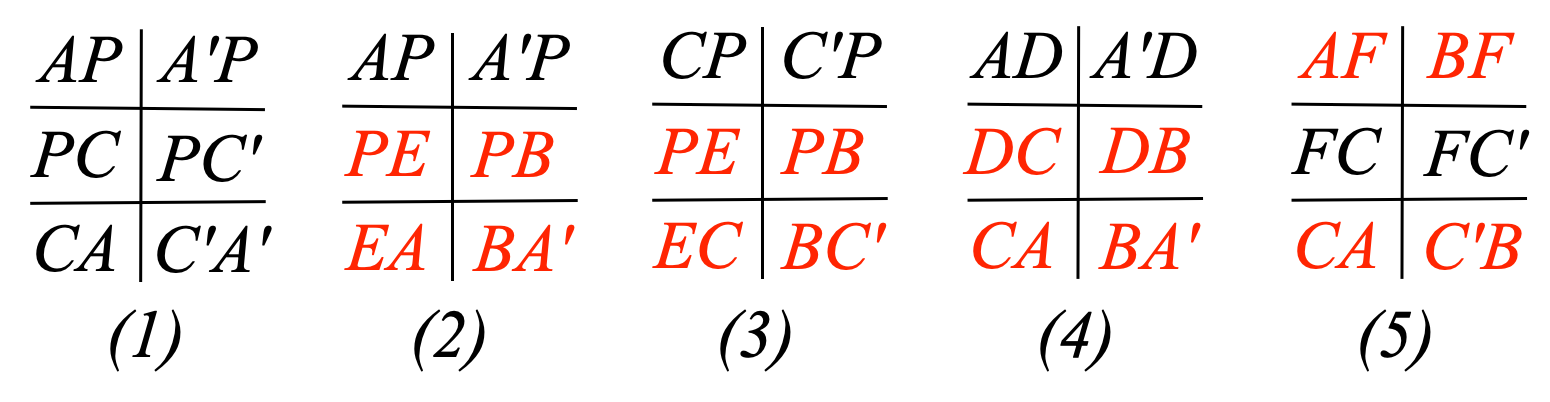 AP A'P AP A'P CP C'P AD A'D AF BF
PC PC' PE PB PE PB DC DB FC FC'
CA C'A' EA BA' EC BC' CA BA' CA C'B
(1) (2) (3) (4) (5)